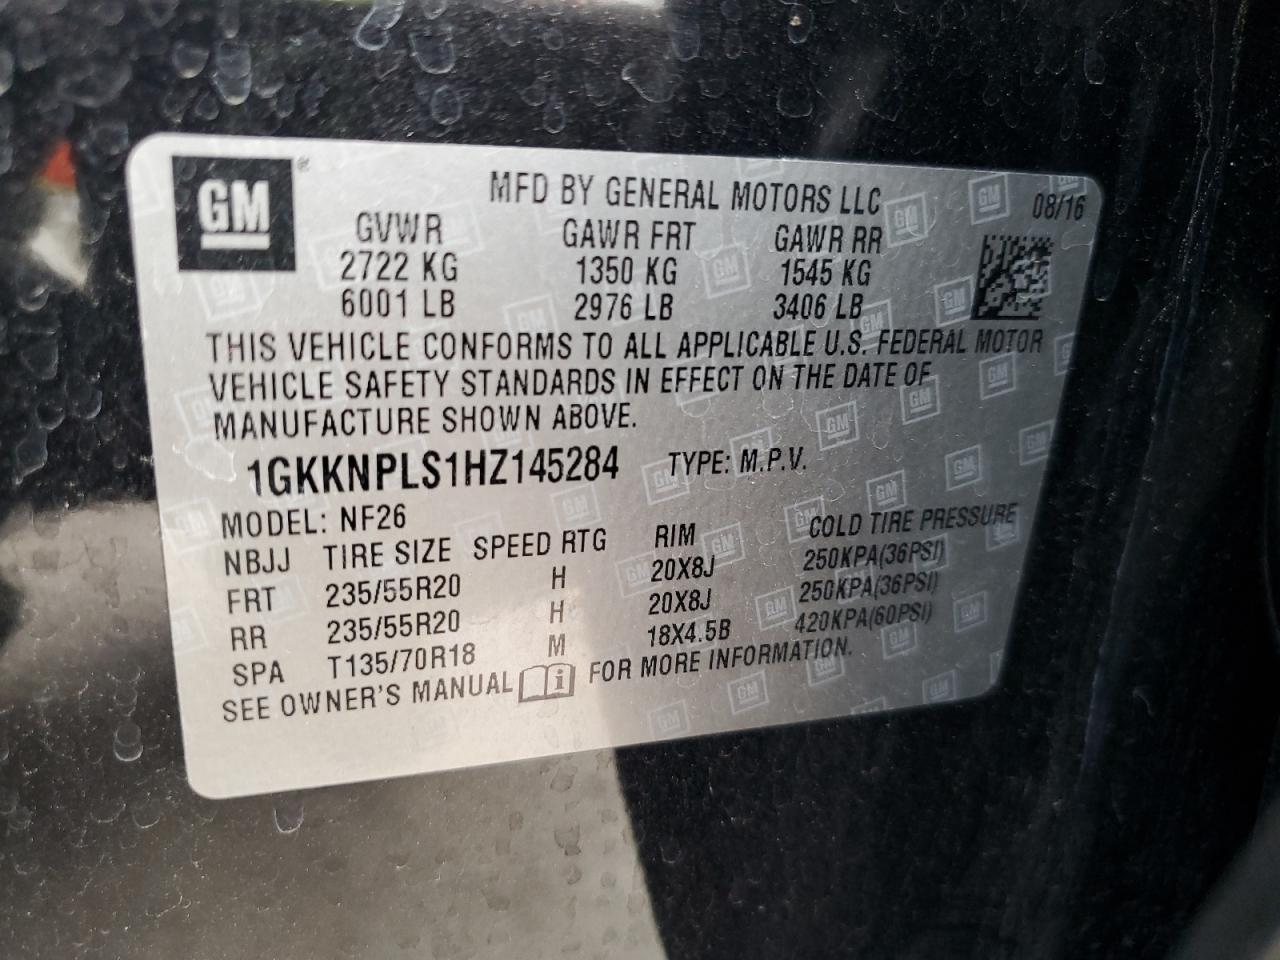 GM
MFD BY GENERAL MOTORS LLC 08/16
GVWR GAWR FRT GAWR RR
2722 KG 1350 KG 1545 KG
6001 LB 2976 LB 3406 LB
THIS VEHICLE CONFORMS TO ALL APPLICABLE U.S. FEDERAL MOTOR
VEHICLE SAFETY STANDARDS IN EFFECT ON THE DATE OF
MANUFACTURE SHOWN ABOVE.
1GKKNPLS1HZ145284 TYPE: M.P.V.
MODEL: NF26
NBJJ TIRE SIZE SPEED RTG RIM COLD TIRE PRESSURE
FRT 235/55R20 H 20X8J 250KPA(36PSI)
RR 235/55R20 H 20X8J 250KPA(36PSI)
SPA T135/70R18 M 18X4.5B 420KPA(60PSI)
SEE OWNER'S MANUAL i FOR MORE INFORMATION.